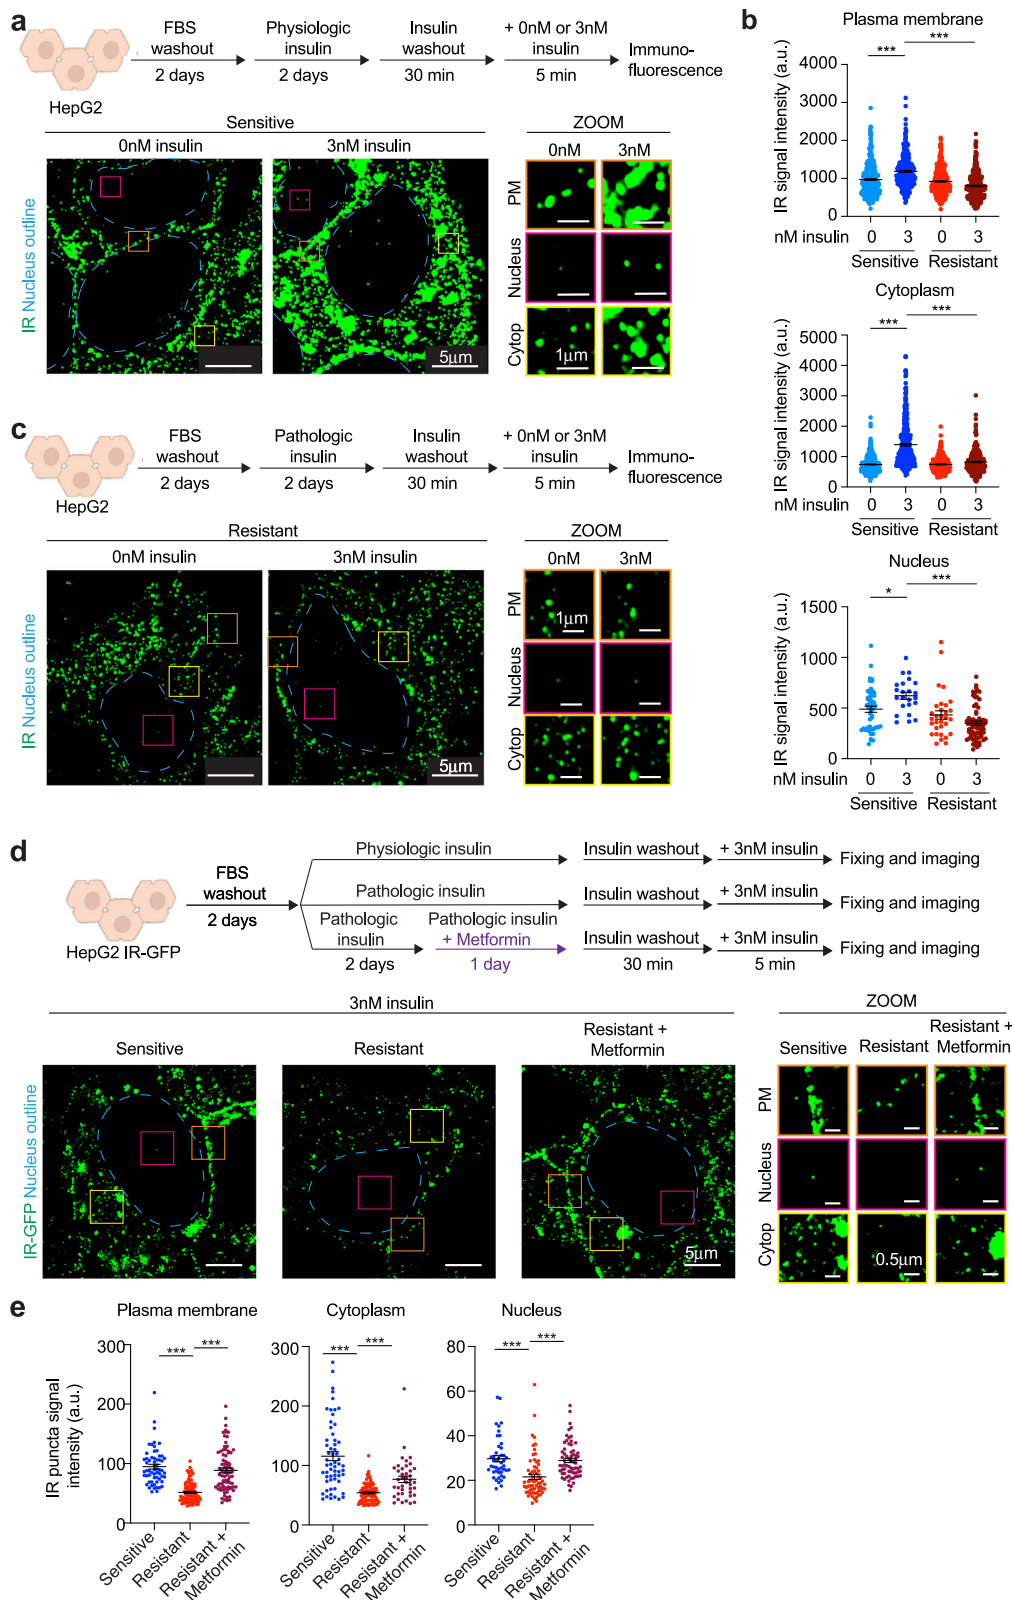 a
FBS washout
2 days
Physiologic insulin
2 days
Insulin washout
30 min
+ 0nM or 3nM insulin
5 min
Immuno-fluorescence
HepG2
Sensitive
0nM insulin
3nM insulin
ZOOM
0nM
3nM
IR Nucleus outline
PM
Nucleus
Cytop
5µm
1µm
b
Plasma membrane
IR signal intensity (a.u.)
4000
3000
2000
1000
0
***
***
nM insulin
0
3
0
3
Sensitive
Resistant
Cytoplasm
IR signal intensity (a.u.)
5000
4000
3000
2000
1000
0
***
***
nM insulin
0
3
0
3
Sensitive
Resistant
Nucleus
IR signal intensity (a.u.)
1,500
1000
500
0
*
***
nM insulin
0
3
0
3
Sensitive
Resistant
c
FBS washout
2 days
Pathologic insulin
2 days
Insulin washout
30 min
+ 0nM or 3nM insulin
5 min
Immuno-fluorescence
HepG2
Resistant
0nM insulin
3nM insulin
ZOOM
0nM
3nM
IR Nucleus outline
PM
Nucleus
Cytop
5µm
1µm
d
HepG2 IR-GFP
FBS washout
2 days
Physiologic insulin
Insulin washout
+ 3nM insulin
Fixing and imaging
Pathologic insulin
Insulin washout
+ 3nM insulin
Fixing and imaging
Pathologic insulin
2 days
Pathologic insulin
+ Metformin
1 day
Insulin washout
30 min
+ 3nM insulin
5 min
Fixing and imaging
3nM insulin
Sensitive
Resistant
Resistant + Metformin
ZOOM
Sensitive
Resistant
Resistant + Metformin
IR-GFP Nucleus outline
PM
Nucleus
Cytop
5µm
0.5µm
e
Plasma membrane
IR puncta signal intensity (a.u.)
300
200
100
0
***
***
Sensitive
Resistant
Resistant + Metformin
Cytoplasm
300
200
100
0
***
***
Sensitive
Resistant
Resistant + Metformin
Nucleus
80
60
40
20
0
***
***
Sensitive
Resistant
Resistant + Metformin